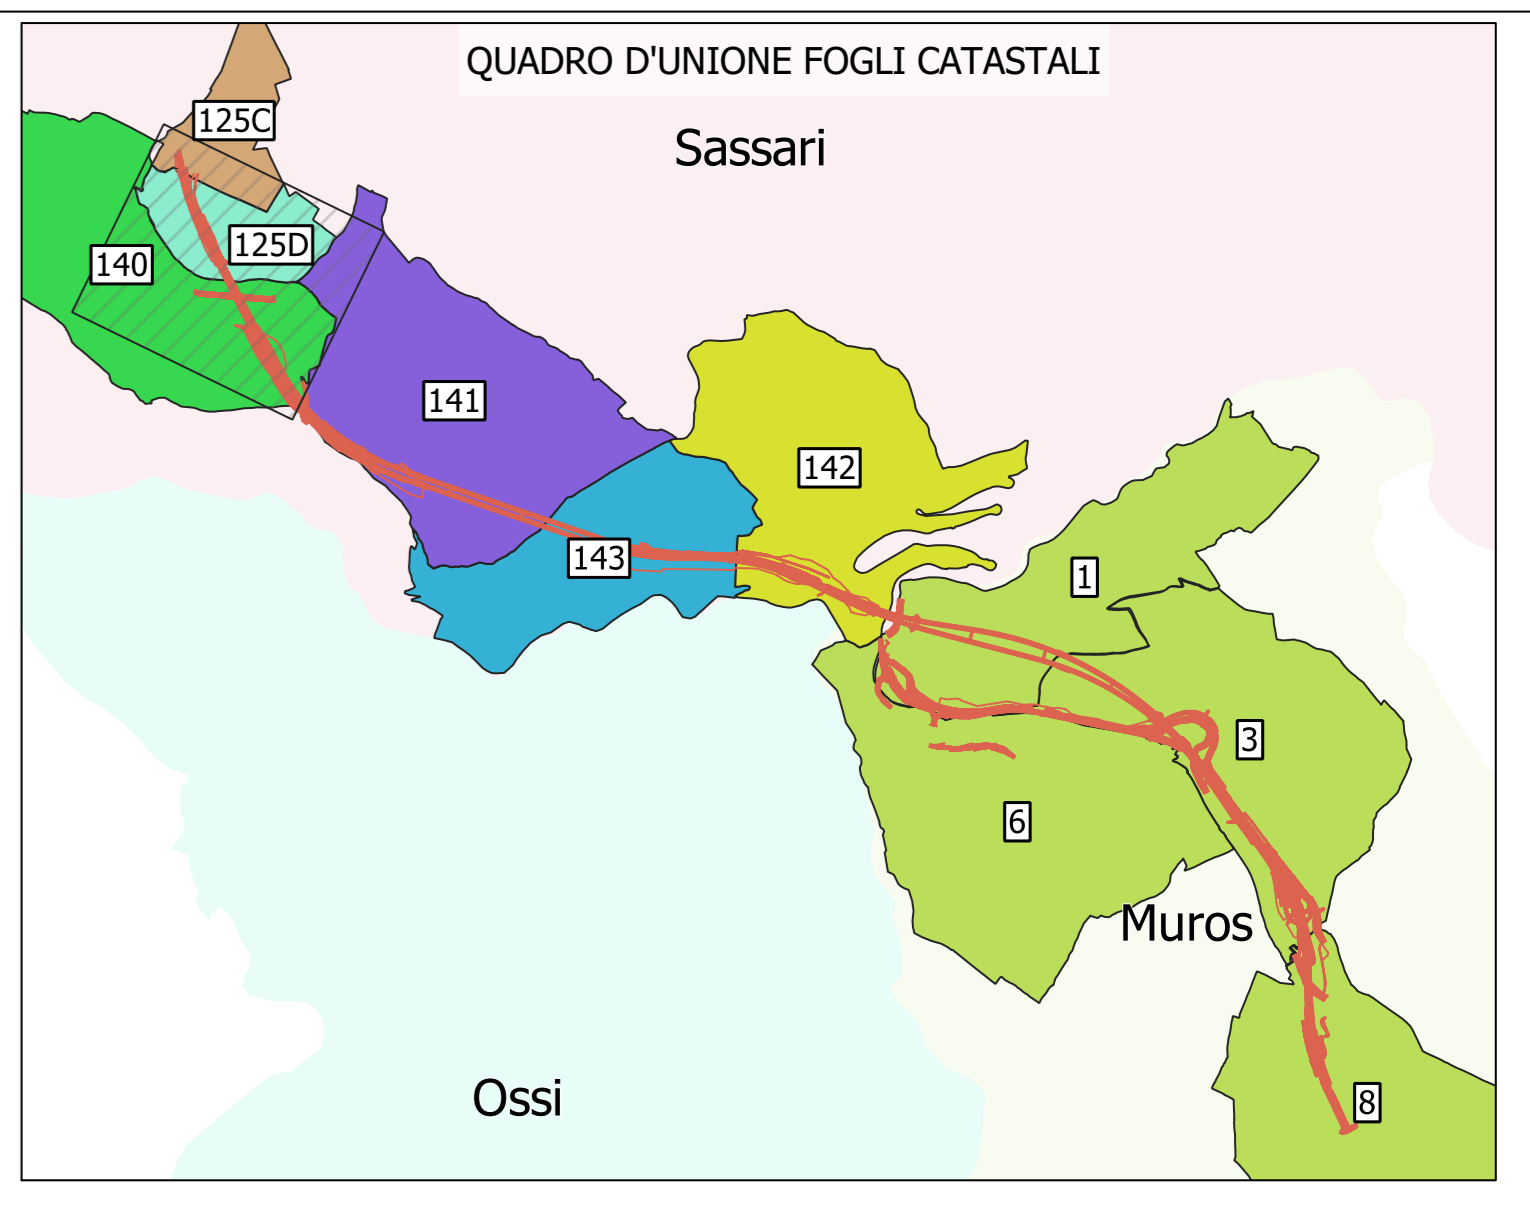 QUADRO D'UNIONE FOGLI CATASTALI
125C
Sassari
125D
140
141
142
143
1
3
6
Muros
Ossi
8